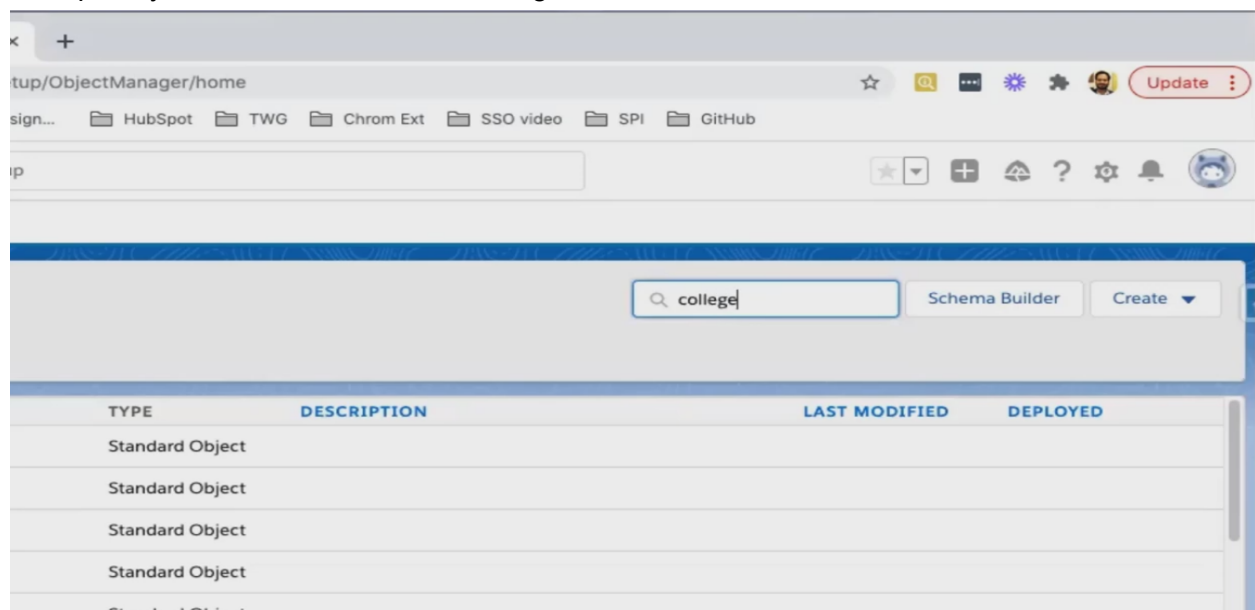 × +
tup/ObjectManager/home Update
sign... HubSpot TWG Chrom Ext SSO video SPI GitHub
up
college Schema Builder Create
TYPE DESCRIPTION LAST MODIFIED DEPLOYED
Standard Object
Standard Object
Standard Object
Standard Object